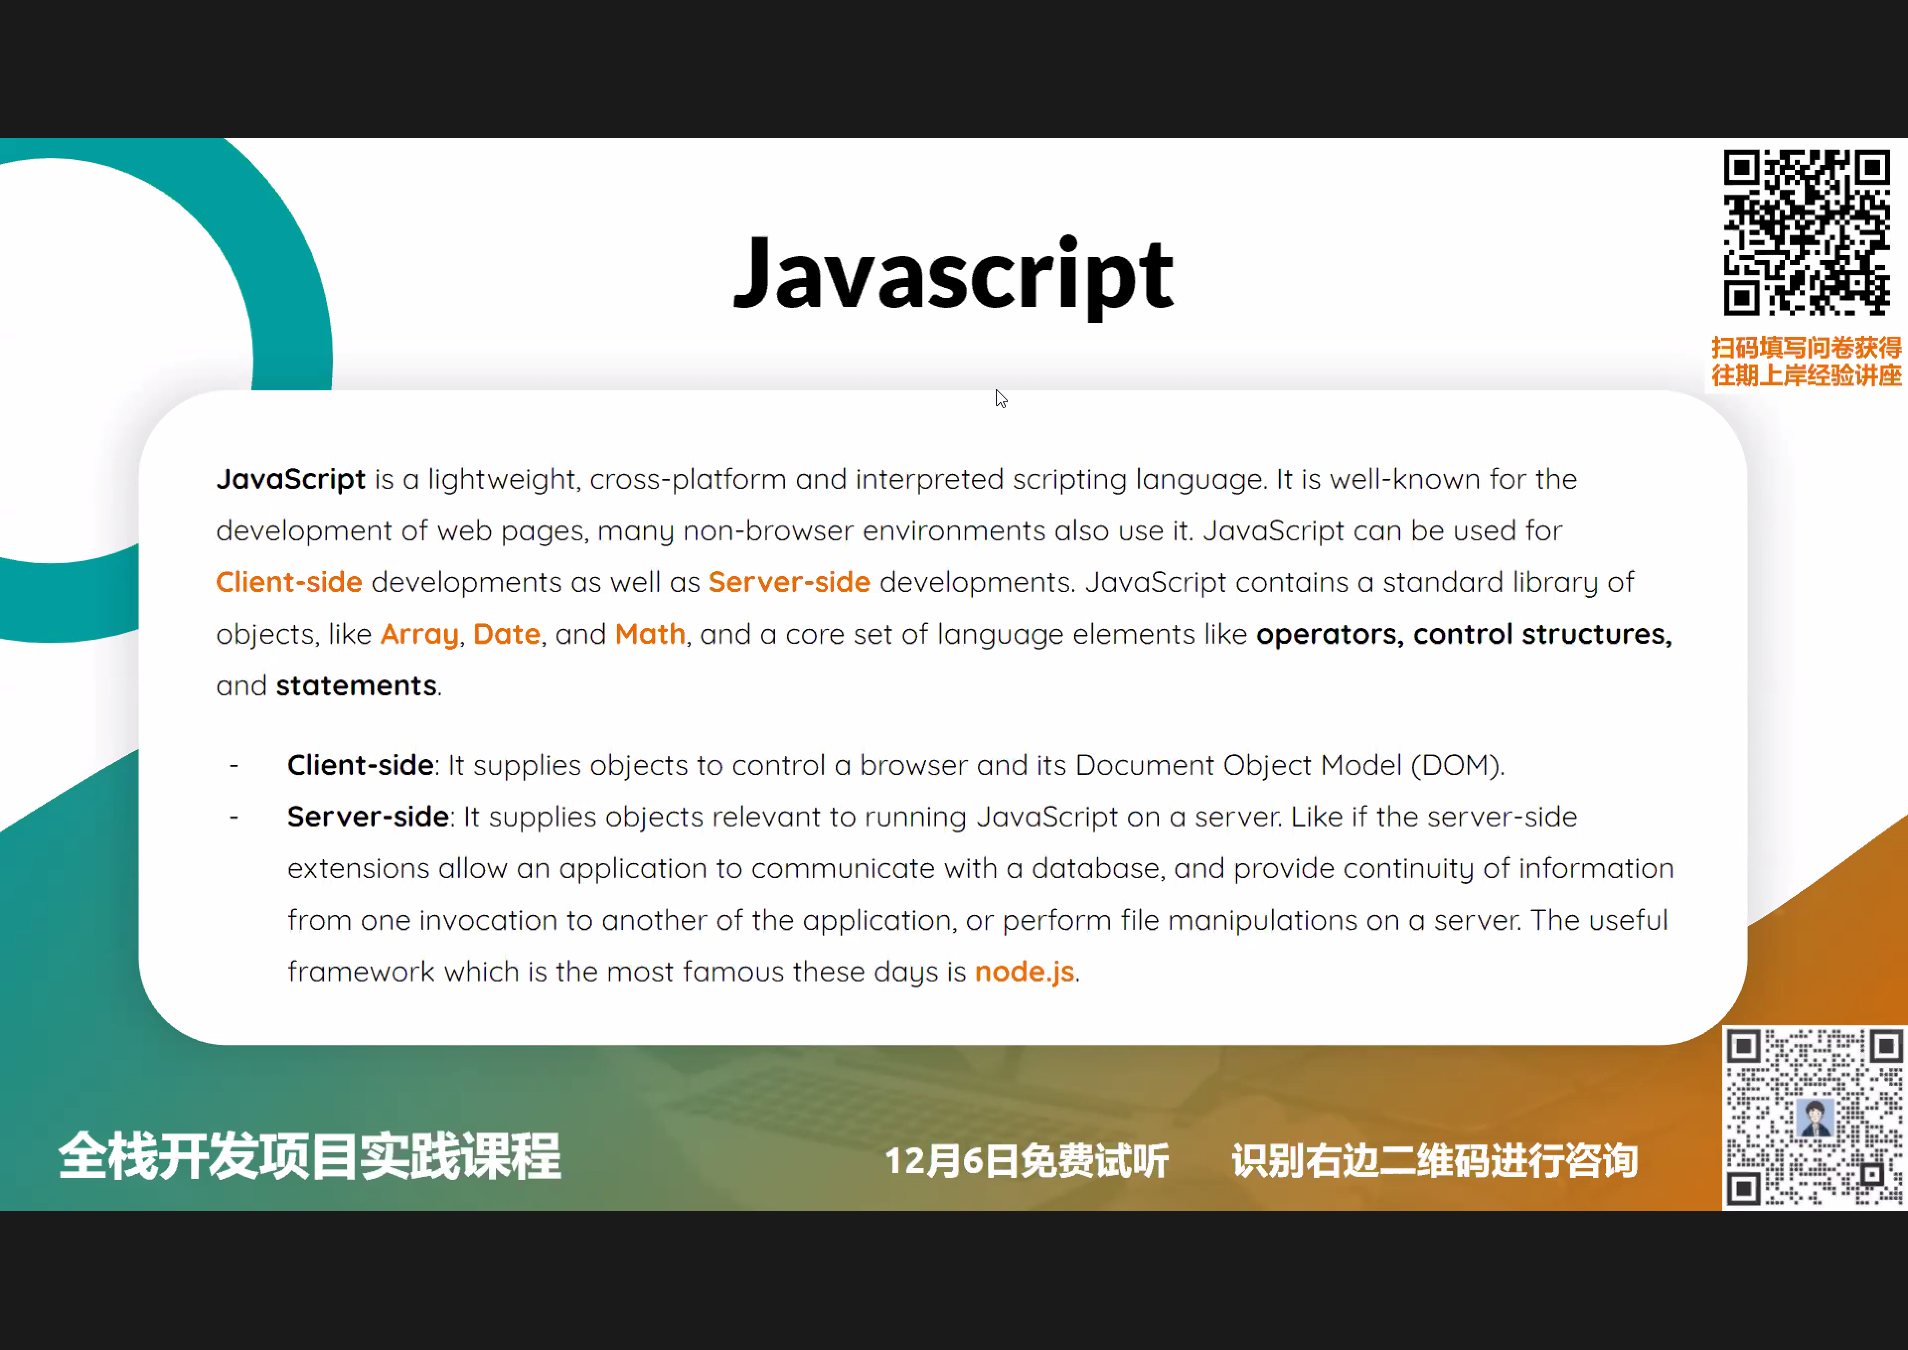 Javascript
扫码填写问卷获得
往期上岸经验讲座
JavaScript is a lightweight, cross-platform and interpreted scripting language. It is well-known for the
development of web pages, many non-browser environments also use it. JavaScript can be used for
Client-side developments as well as Server-side developments. JavaScript contains a standard library of
objects, like Array, Date, and Math, and a core set of language elements like operators, control structures,
and statements.
- Client-side: It supplies objects to control a browser and its Document Object Model (DOM).
- Server-side: It supplies objects relevant to running JavaScript on a server. Like if the server-side
extensions allow an application to communicate with a database, and provide continuity of information
from one invocation to another of the application, or perform file manipulations on a server. The useful
framework which is the most famous these days is node.js.
全栈开发项目实践课程
12月6日免费试听 识别右边二维码进行咨询